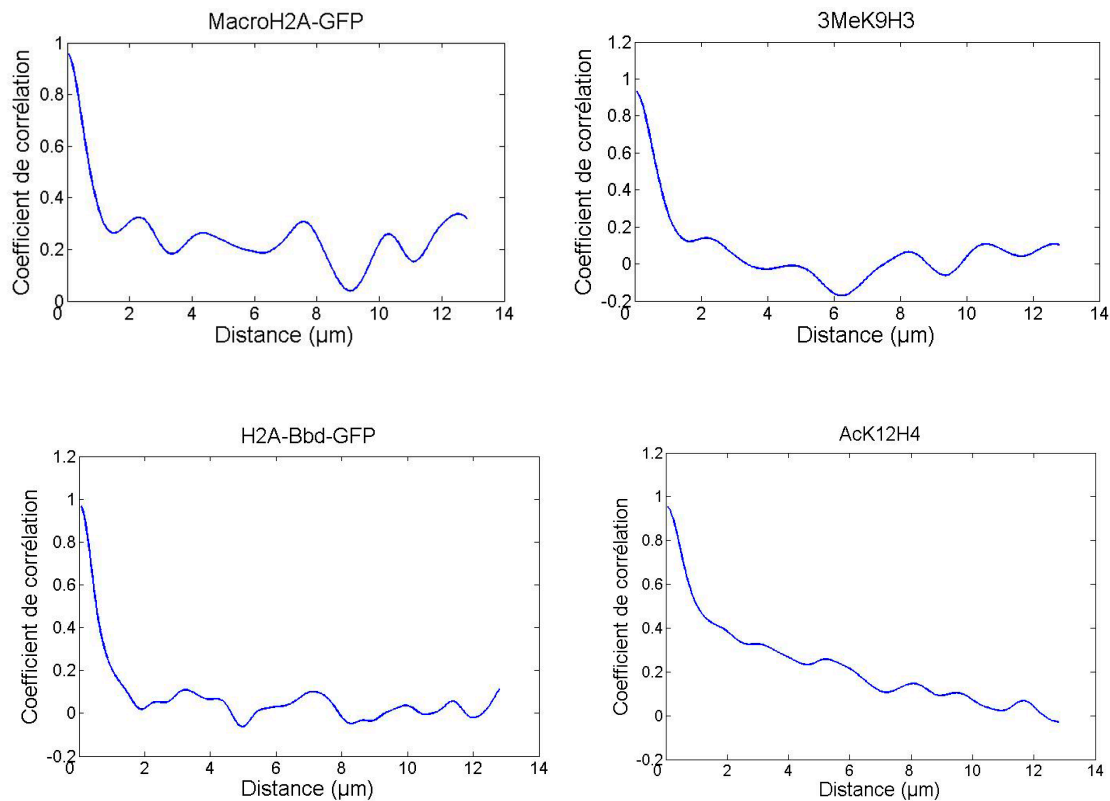 MacroH2A-GFP
Coefficient de corrélation
1
0.8
0.6
0.4
0.2
0
0 2 4 6 8 10 12 14
Distance (µm)
3MeK9H3
Coefficient de corrélation
1.2
1
0.8
0.6
0.4
0.2
0
-0.2
0 2 4 6 8 10 12 14
Distance (µm)
H2A-Bbd-GFP
Coefficient de corrélation
1.2
1
0.8
0.6
0.4
0.2
0
-0.2
0 2 4 6 8 10 12 14
Distance (µm)
AcK12H4
Coefficient de corrélation
1.2
1
0.8
0.6
0.4
0.2
0
-0.2
0 2 4 6 8 10 12 14
Distance (µm)